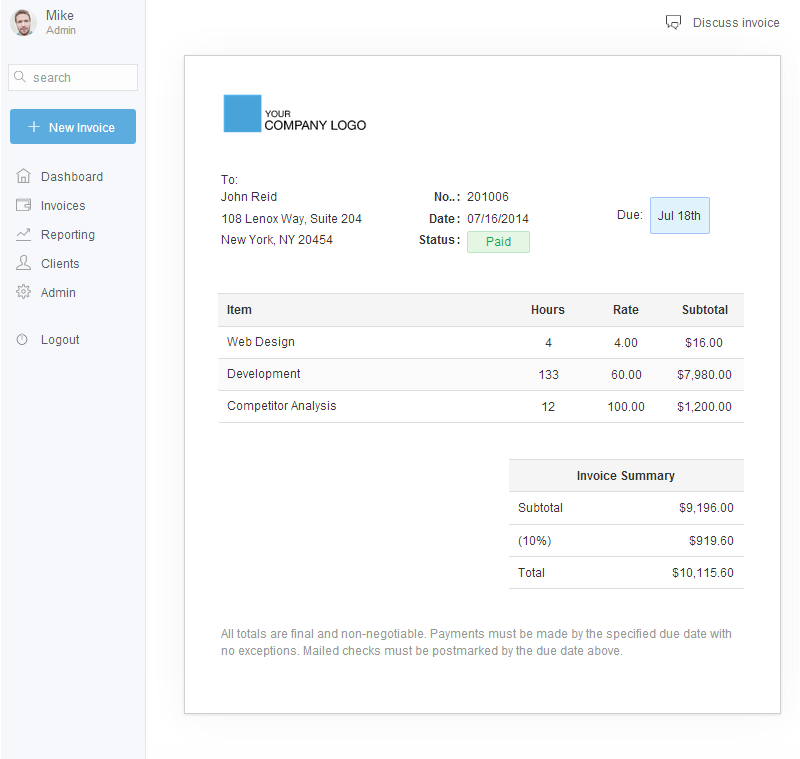 Mike
Admin
Discuss invoice
search
New Invoice
Dashboard
Invoices
Reporting
Clients
Admin
Logout
YOUR
COMPANY LOGO
To:
John Reid
No..: 201006
108 Lenox Way, Suite 204
Date: 07/16/2014
Due: Jul 18th
New York, NY 20454
Status: Paid
Item Hours Rate Subtotal
Web Design 4 4.00 $16.00
Development 133 60.00 $7,980.00
Competitor Analysis 12 100.00 $1,200.00
Invoice Summary
Subtotal $9,196.00
(10%) $919.60
Total $10,115.60
All totals are final and non-negotiable. Payments must be made by the specified due date with
no exceptions. Mailed checks must be postmarked by the due date above.